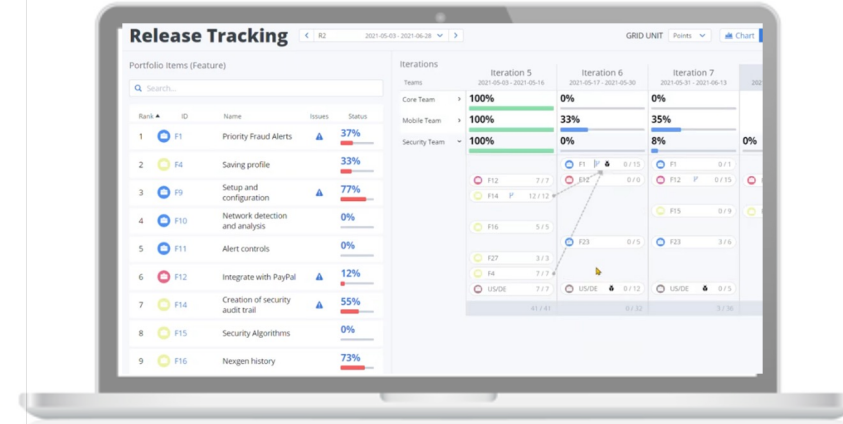 Release Tracking
R2 2021-05-03 - 2021-06-28
GRID UNIT Points Chart
Portfolio Items (Feature)
Search...
Rank ID Name Issues Status
1 F1 Priority Fraud Alerts 37%
2 F4 Saving profile 33%
3 F9 Setup and
configuration 77%
4 F10 Network detection
and analysis 0%
5 F11 Alert controls 0%
6 F12 Integrate with PayPal 12%
7 F14 Creation of security
audit trail 55%
8 F15 Security Algorithms 0%
9 F16 Nexgen history 73%
Iterations
Teams
Iteration 5 Iteration 6 Iteration 7
2021-05-03 - 2021-05-16 2021-05-17 - 2021-05-30 2021-05-31 - 2021-06-13 202
Core Team 100% 0% 0%
Mobile Team 100% 33% 35%
Security Team 100% 0% 8% 0%
F1 0 / 15 F1 0 / 1
F12 7 / 7 F12 0 / 0 F12 0 / 15
F14 12 / 12
F15 0 / 9
F16 5 / 5
F23 0 / 5 F23 3 / 6
F27 3 / 3
F4 7 / 7
US/DE 7 / 7 US/DE 0 / 12 US/DE 0 / 5
41 / 41 0 / 32 3 / 36